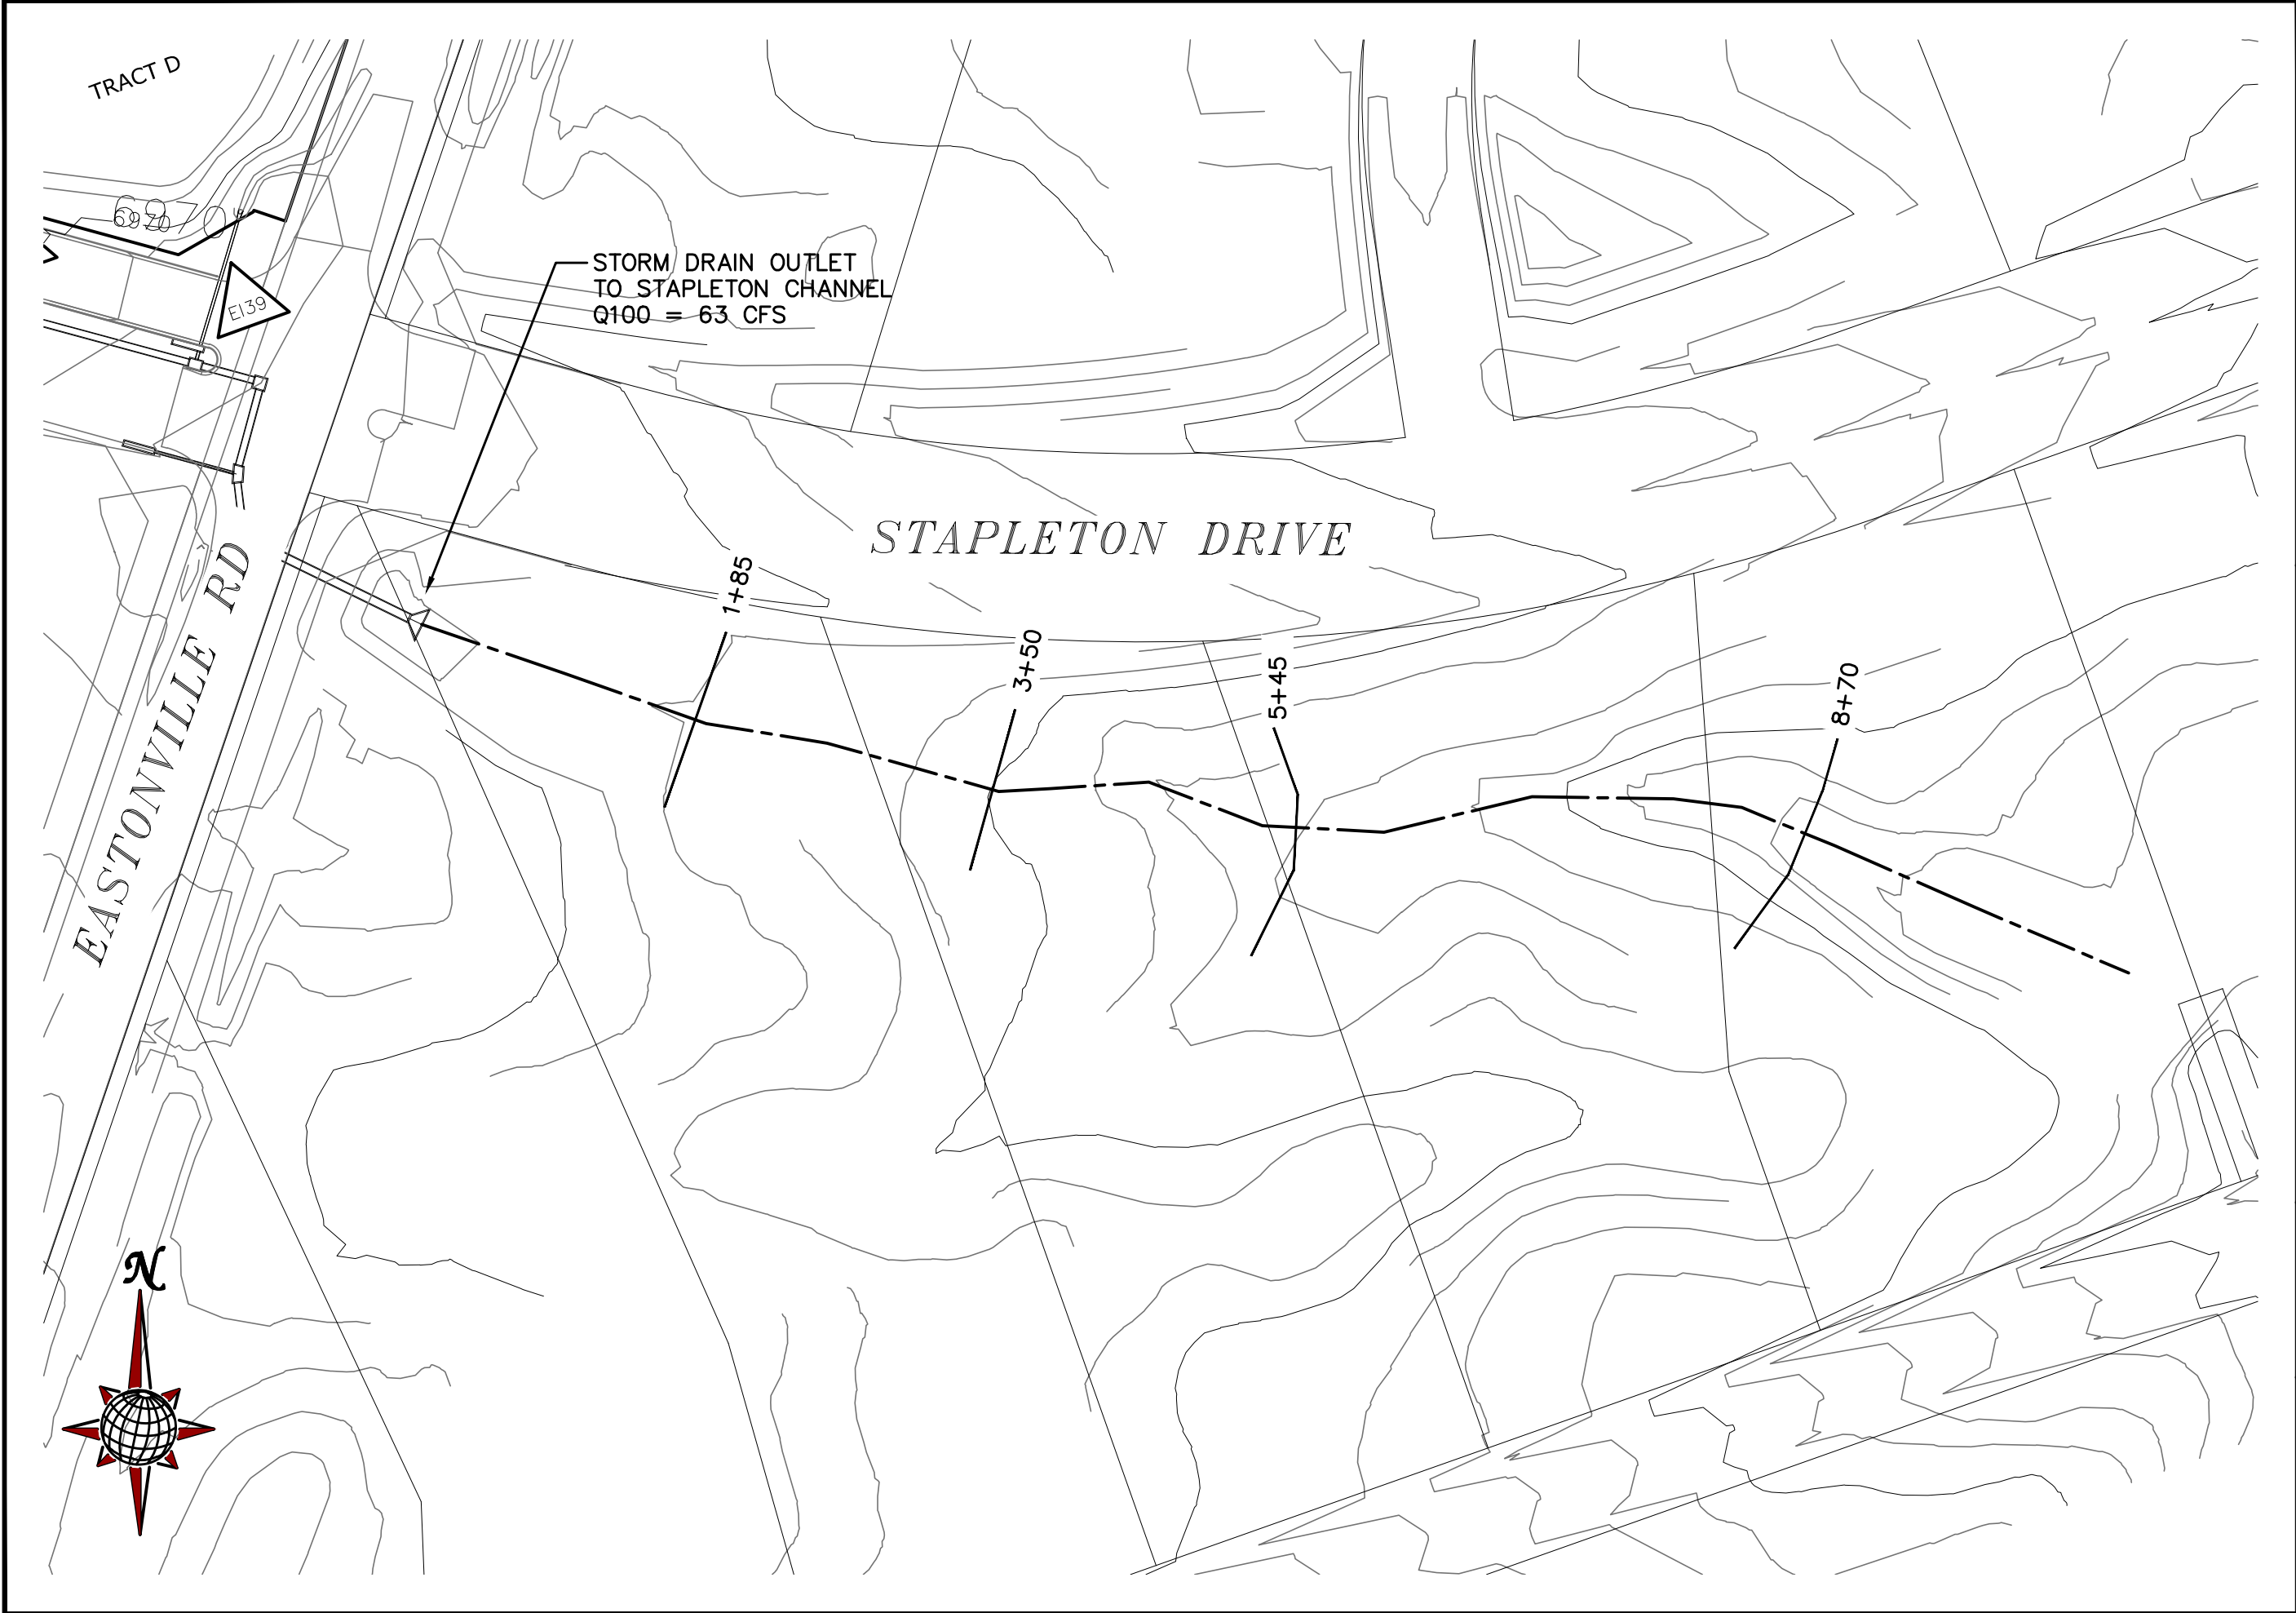 TRACT D
E139
STORM DRAIN OUTLET
TO STAPLETON CHANNEL
Q100 = 63 CFS
STAPLETON DRIVE
EASTONVILLE RD
1+85
3+50
5+45
8+70
N